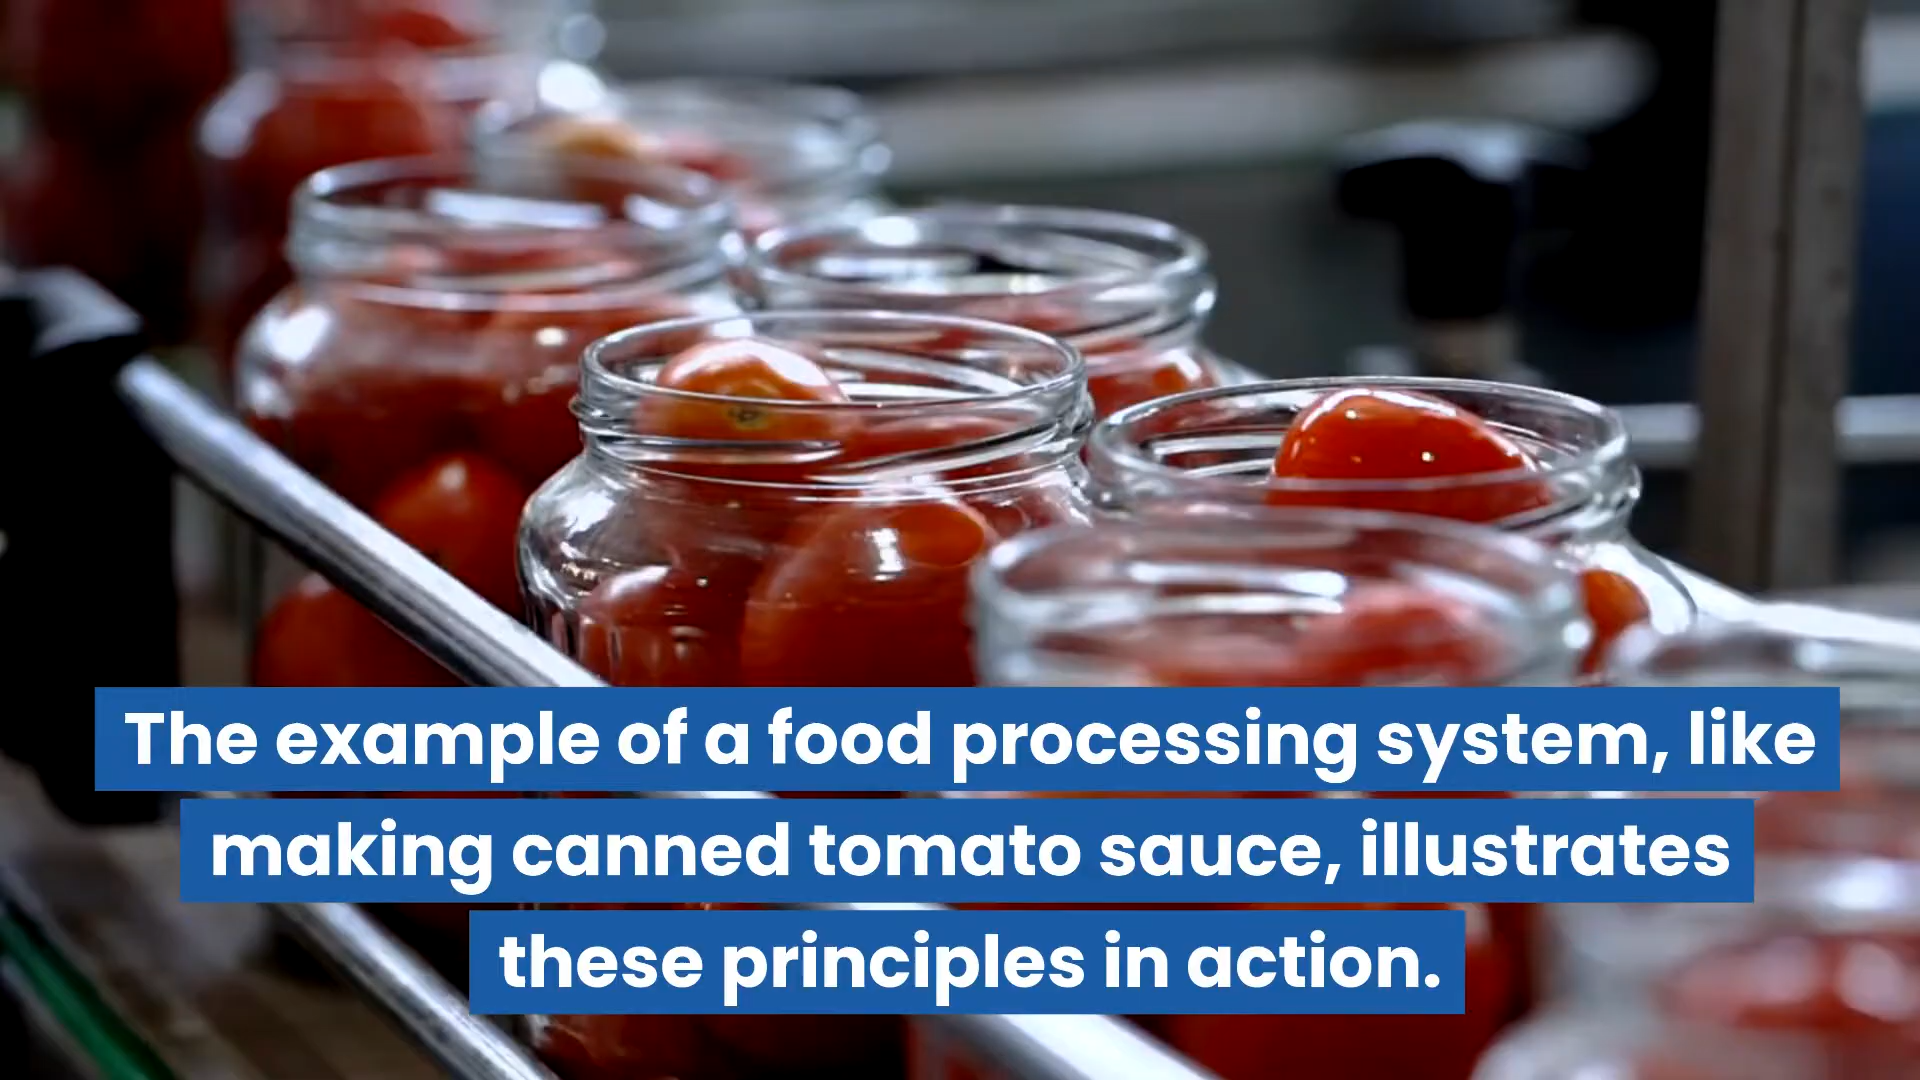 The example of a food processing system, like
making canned tomato sauce, illustrates
these principles in action.